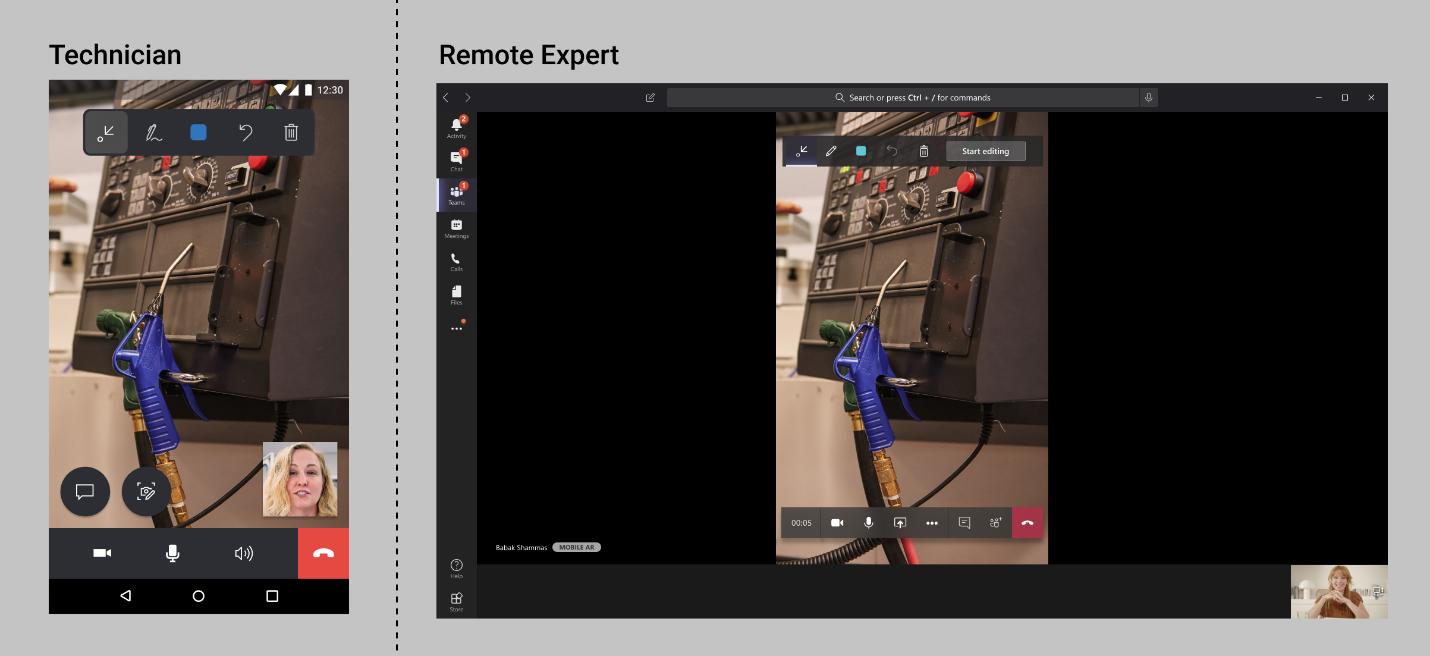 Technician
12:30
Remote Expert
Search or press Ctrl + / for commands
2
Activity
1
Chat
1
Teams
Meetings
Calls
Files
Help
Store
Start editing
00:05
Babak Shammas
MOBILE AR